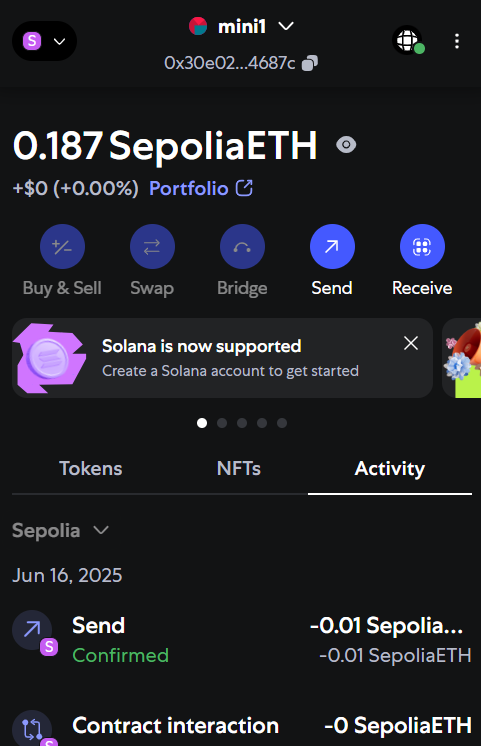 S
mini1
0x30e02...4687c
0.187 SepoliaETH
+$0 (+0.00%) Portfolio
Buy & Sell Swap Bridge Send Receive
Solana is now supported
Create a Solana account to get started
Tokens NFTs Activity
Sepolia
Jun 16, 2025
Send -0.01 Sepolia...
S
Confirmed -0.01 SepoliaETH
Contract interaction -0 SepoliaETH
S